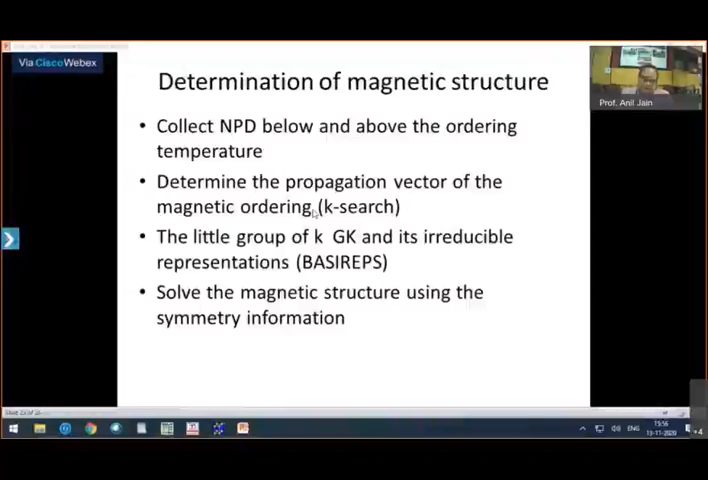 Via Cisco Webex
Determination of magnetic structure
Prof. Anil Jain
• Collect NPD below and above the ordering
temperature
• Determine the propagation vector of the
magnetic ordering (k-search)
• The little group of k GK and its irreducible
representations (BASIREPS)
• Solve the magnetic structure using the
symmetry information
ENG
15:56
13-11-2020
+4